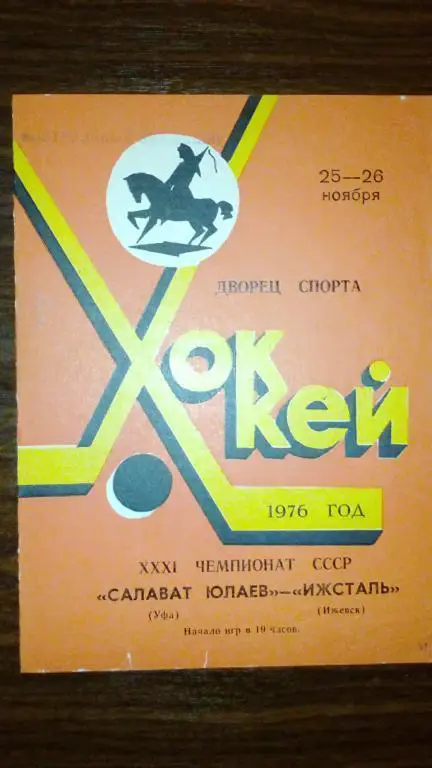 25—26
ноября
ДВОРЕЦ СПОРТА
Хоккей
1976 ГОД
XXXI ЧЕМПИОНАТ СССР
«САЛАВАТ ЮЛАЕВ»—«ИЖСТАЛЬ»
(Уфа) (Ижевск)
Начало игр в 19 часов.